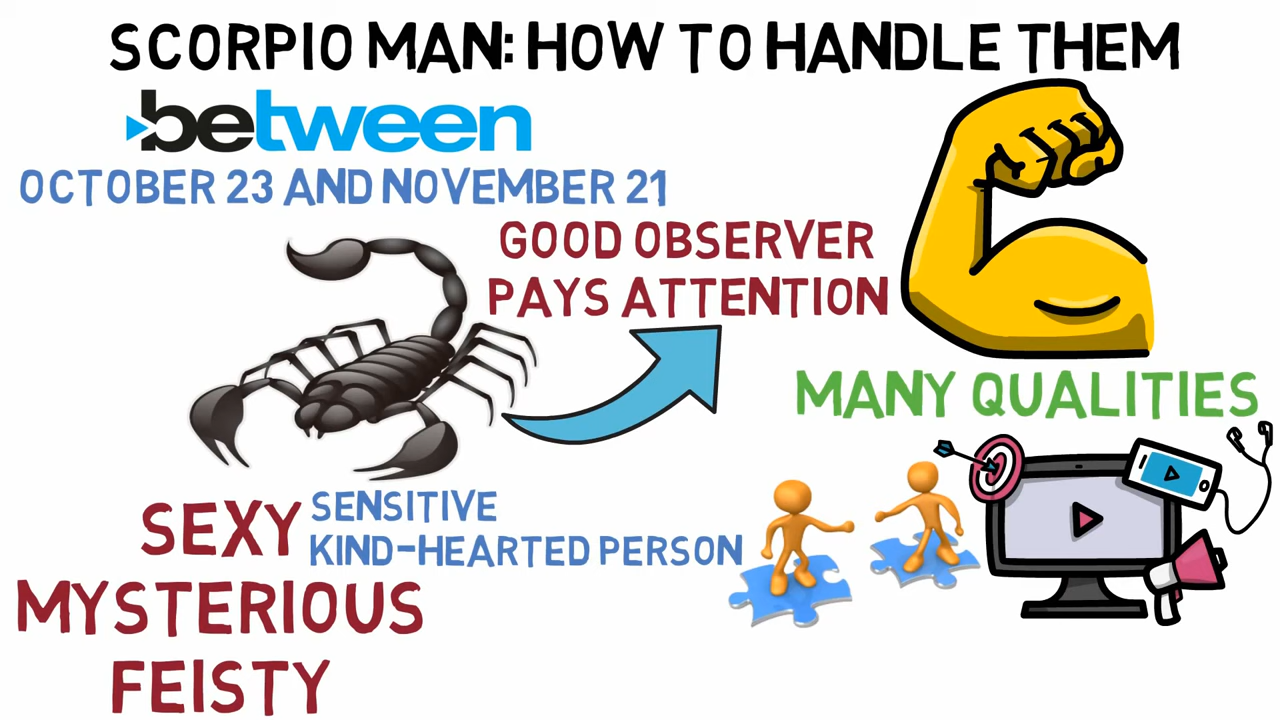 SCORPIO MAN: HOW TO HANDLE THEM
between
OCTOBER 23 AND NOVEMBER 21
GOOD OBSERVER
PAYS ATTENTION
MANY QUALITIES
SEXY
SENSITIVE
KIND-HEARTED PERSON
MYSTERIOUS
FEISTY